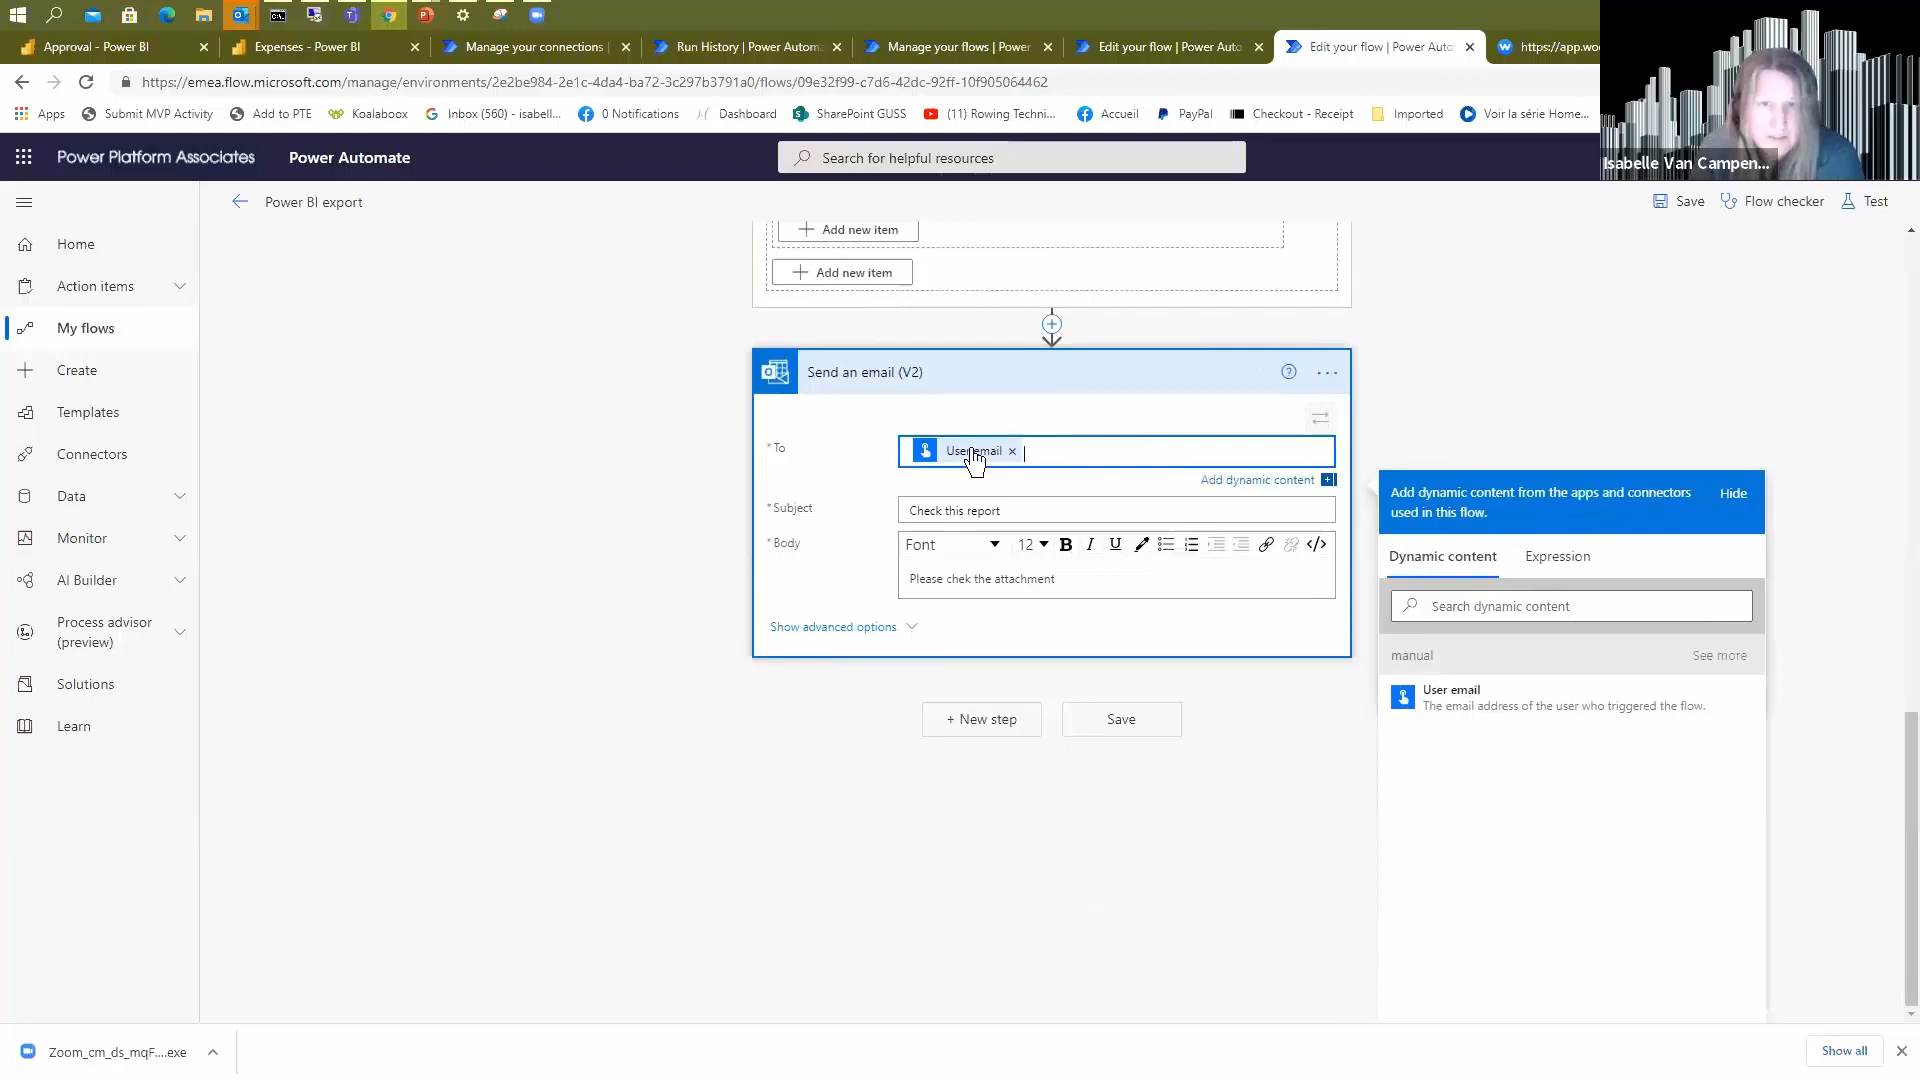 Approval - Power BI
Expenses - Power BI
Manage your connections
Run History | Power Autom
Manage your flows | Power
Edit your flow | Power Auto
Edit your flow | Power Auto
https://app.wo
https://emea.flow.microsoft.com/manage/environments/2e2be984-2e1c-4da4-ba72-3c297b3791a0/flows/09e32f99-c7d6-42dc-92ff-10f905064462
Apps
Submit MVP Activity
Add to PTE
Koalaboox
Inbox (560) - isabell...
0 Notifications
Dashboard
SharePoint GUSS
(11) Rowing Techni...
Accueil
PayPal
Checkout - Receipt
Imported
Voir la série Home...
Isabelle Van Campen...
Power Platform Associates
Power Automate
Search for helpful resources
Power BI export
Save
Flow checker
Test
Home
Action items
My flows
Create
Templates
Connectors
Data
Monitor
AI Builder
Process advisor
(preview)
Solutions
Learn
Add new item
Add new item
Send an email (V2)
* To
User email
Add dynamic content
* Subject
Check this report
* Body
Font
12
Please chek the attachment
Show advanced options
+ New step
Save
Add dynamic content from the apps and connectors
used in this flow.
Hide
Dynamic content
Expression
Search dynamic content
manual
See more
User email
The email address of the user who triggered the flow.
Zoom_cm_ds_mqF....exe
Show all